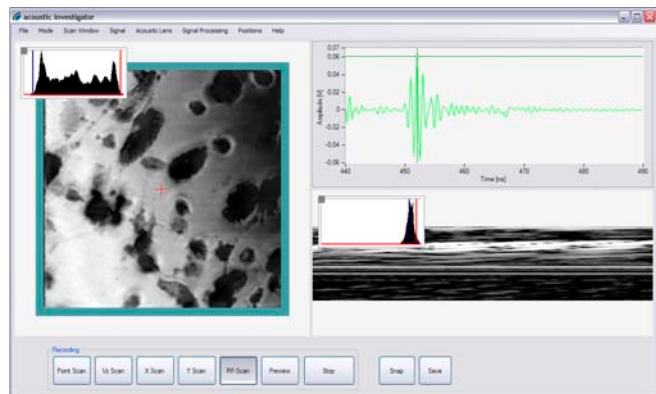 acoustic investigator
File Mode Scan Window Signal Acoustic Lens Signal Processing Positions Help
0.07
0.06
0.04
0.02
0
-0.02
-0.04
-0.06
Amplitude [V]
440 450 460 470 480 490
Time [ns]
Recording
Point Scan Vz Scan X Scan Y Scan RF-Scan Preview Stop Snap Save